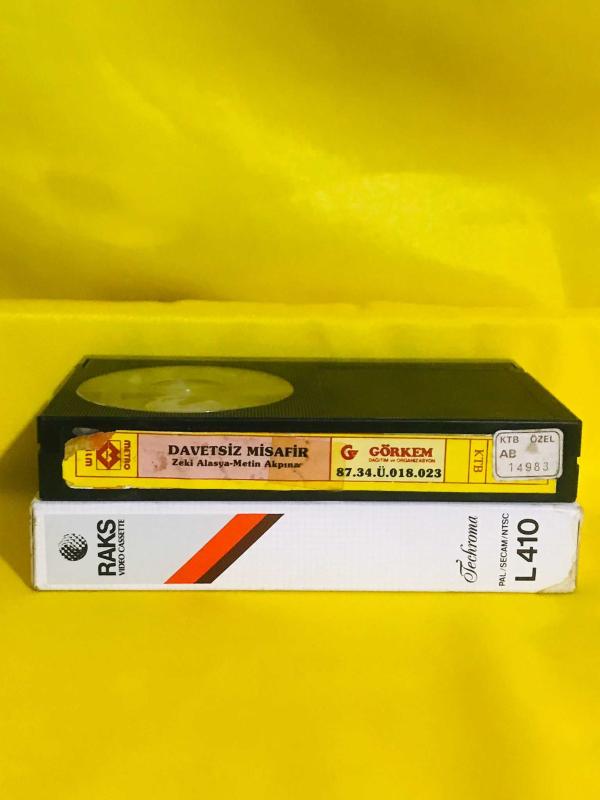 METRO
DAVETSİZ MİSAFİR
Zeki Alasya-Metin Akpınar
G GÖRKEM
DAĞITIM ve ORGANİZASYON
87.34.Ü.018.023
KTB
KTB ÖZEL
AB
14983
RAKS
VIDEO CASSETTE
Techroma
PAL/SECAM/NTSC
L 410